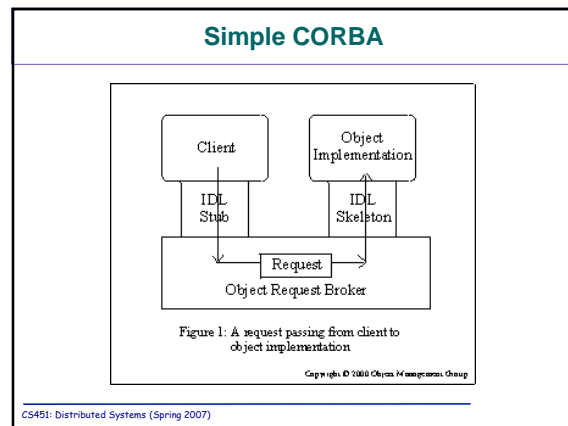 Simple CORBA
Client
Object
Implementation
IDL
Stub
IDL
Skeleton
Request
Object Request Broker
Figure 1: A request passing from client to
object implementation
Copyright © 2000 Object Management Group
CS451: Distributed Systems (Spring 2007)